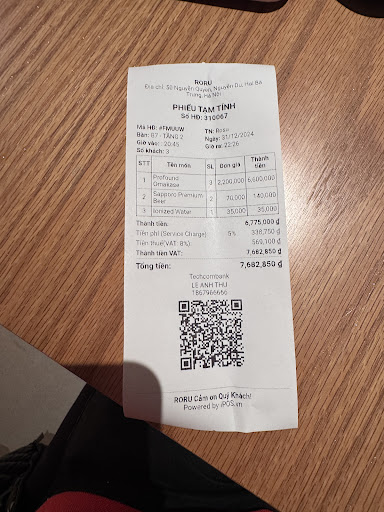 RORU
Địa chỉ: 50 Nguyễn Quyền, Nguyễn Du, Hai Bà
Trưng, Hà Nội
PHIẾU TẠM TÍNH
Số HĐ: 310067
Mã HĐ: #FMUUW TN: Rosa
Bàn: B7 - TẦNG 2 Ngày: 31/12/2024
Giờ vào: 20:45 Giờ ra: 22:26
Số khách: 3
STT Tên món SL Đơn giá Thành tiền
1 Profound Omakase 3 2,200,000 6,600,000
2 Sapporo Premium Beer 2 70,000 140,000
3 Ionized Water 1 35,000 35,000
Thành tiền: 6,775,000 ₫
Tiền phí (Service Charge): 5% 338,750 ₫
Tiền thuế(VAT: 8%) 569,100 ₫
Thành tiền VAT: 7,682,850 ₫
Tổng tiền: 7,682,850 ₫
Techcombank
LE ANH THU
1867966666
RORU Cảm ơn Quý Khách!
Powered by iPOS.vn